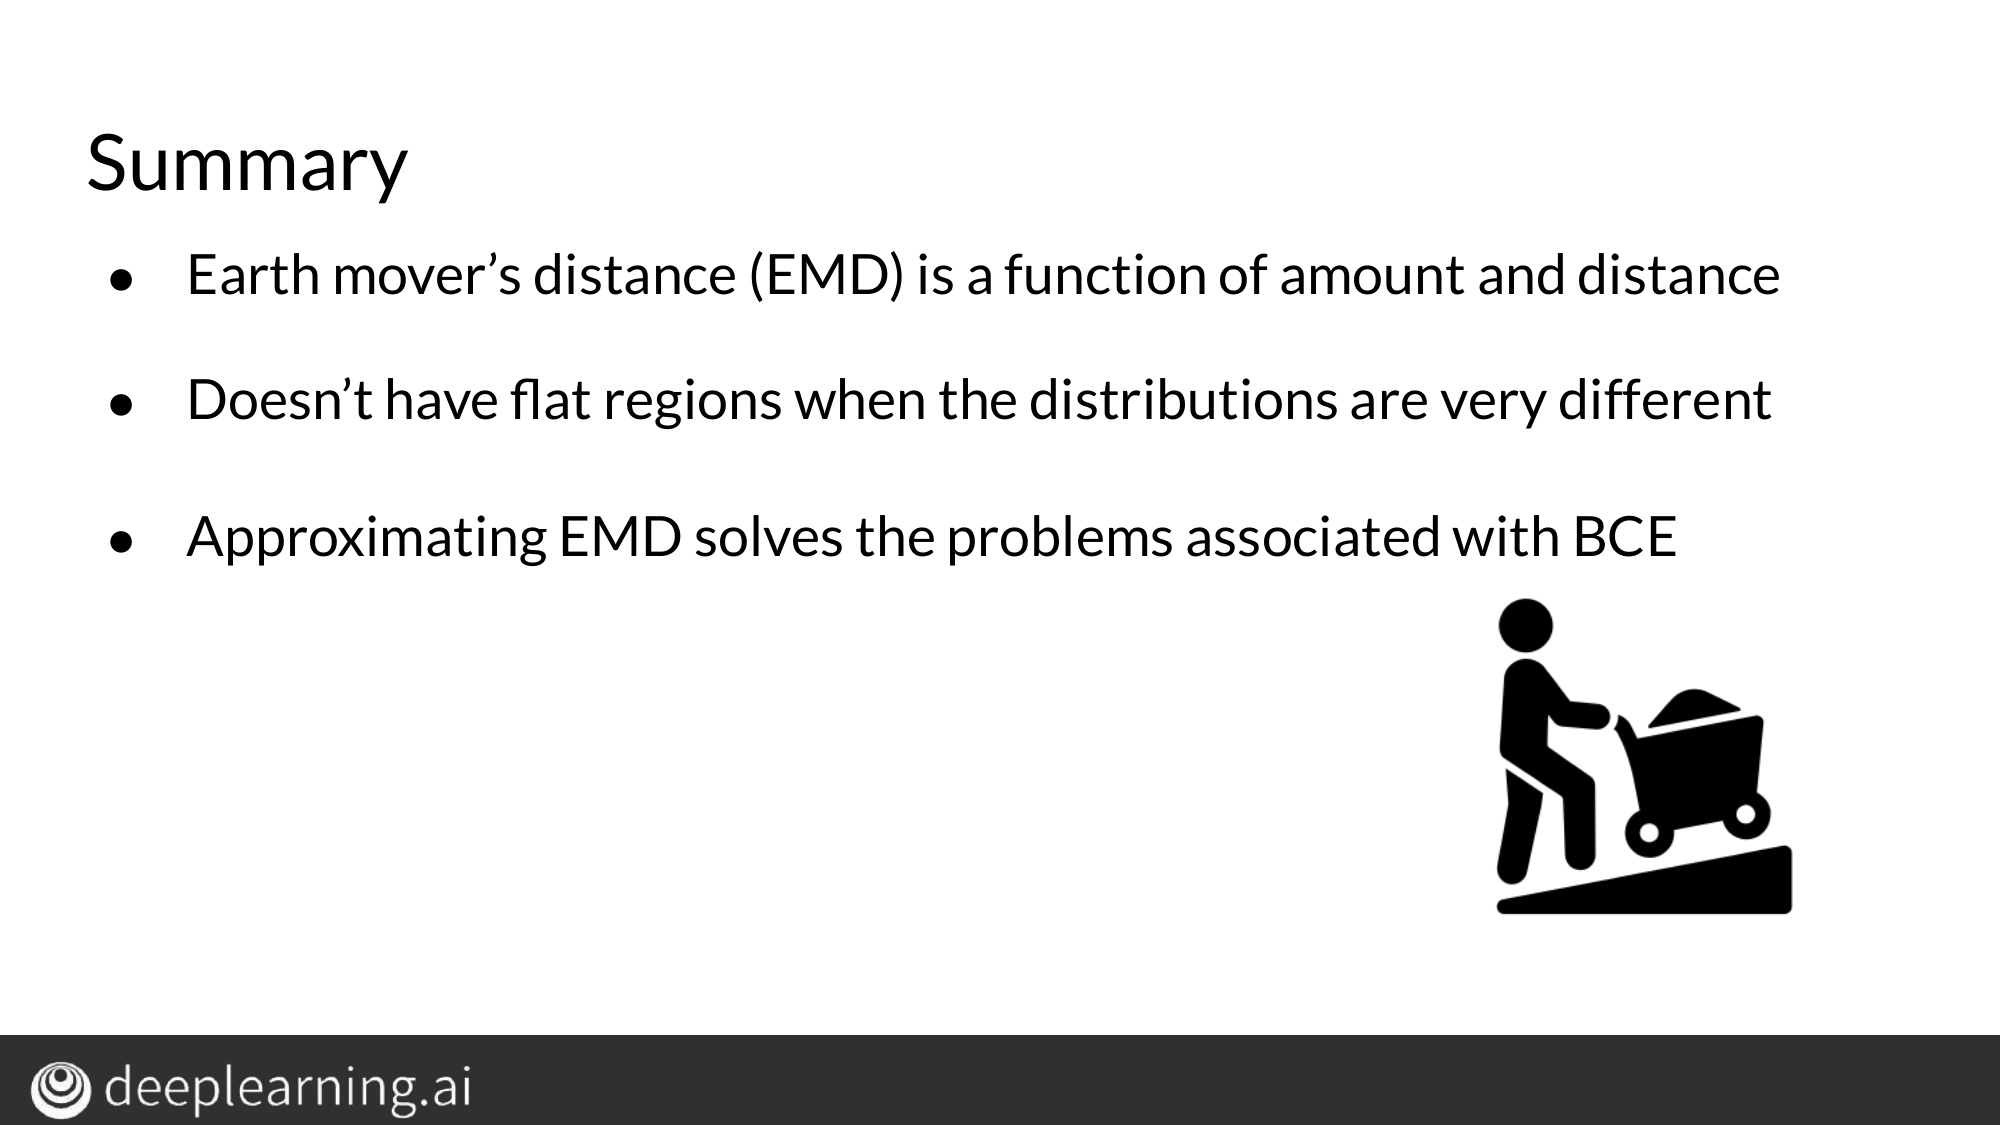 Summary
● Earth mover’s distance (EMD) is a function of amount and distance
● Doesn’t have flat regions when the distributions are very different
● Approximating EMD solves the problems associated with BCE
deeplearning.ai